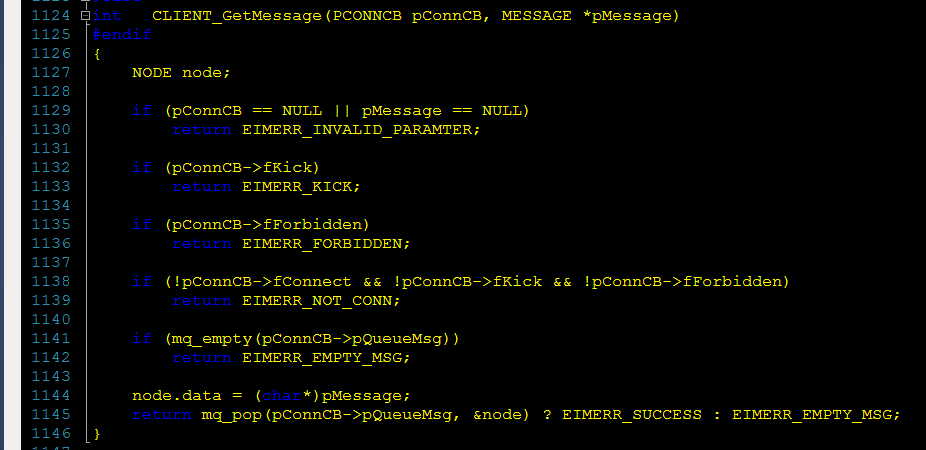 1124 int CLIENT_GetMessage(PCONNCB pConnCB, MESSAGE *pMessage)
1125 #endif
1126 {
1127 NODE node;
1128
1129 if (pConnCB == NULL || pMessage == NULL)
1130 return EIMERR_INVALID_PARAMTER;
1131
1132 if (pConnCB->fKick)
1133 return EIMERR_KICK;
1134
1135 if (pConnCB->fForbidden)
1136 return EIMERR_FORBIDDEN;
1137
1138 if (!pConnCB->fConnect && !pConnCB->fKick && !pConnCB->fForbidden)
1139 return EIMERR_NOT_CONN;
1140
1141 if (mq_empty(pConnCB->pQueueMsg))
1142 return EIMERR_EMPTY_MSG;
1143
1144 node.data = (char*)pMessage;
1145 return mq_pop(pConnCB->pQueueMsg, &node) ? EIMERR_SUCCESS : EIMERR_EMPTY_MSG;
1146 }